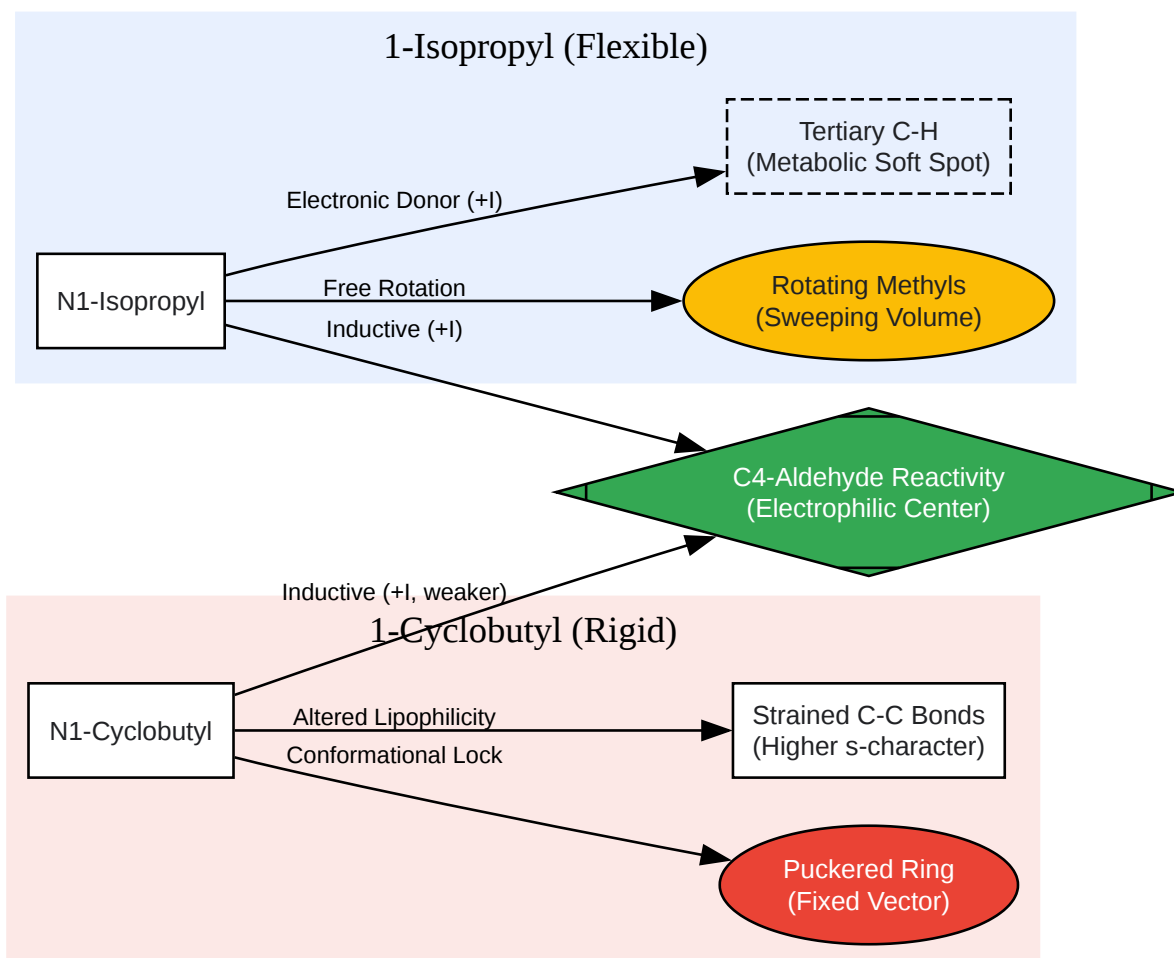 1-Isopropyl (Flexible)
Tertiary C-H
(Metabolic Soft Spot)
Electronic Donor (+I)
N1-Isopropyl
Free Rotation
Rotating Methyls
(Sweeping Volume)
Inductive (+I)
C4-Aldehyde Reactivity
(Electrophilic Center)
Inductive (+I, weaker)
1-Cyclobutyl (Rigid)
N1-Cyclobutyl
Altered Lipophilicity
Strained C-C Bonds
(Higher s-character)
Conformational Lock
Puckered Ring
(Fixed Vector)